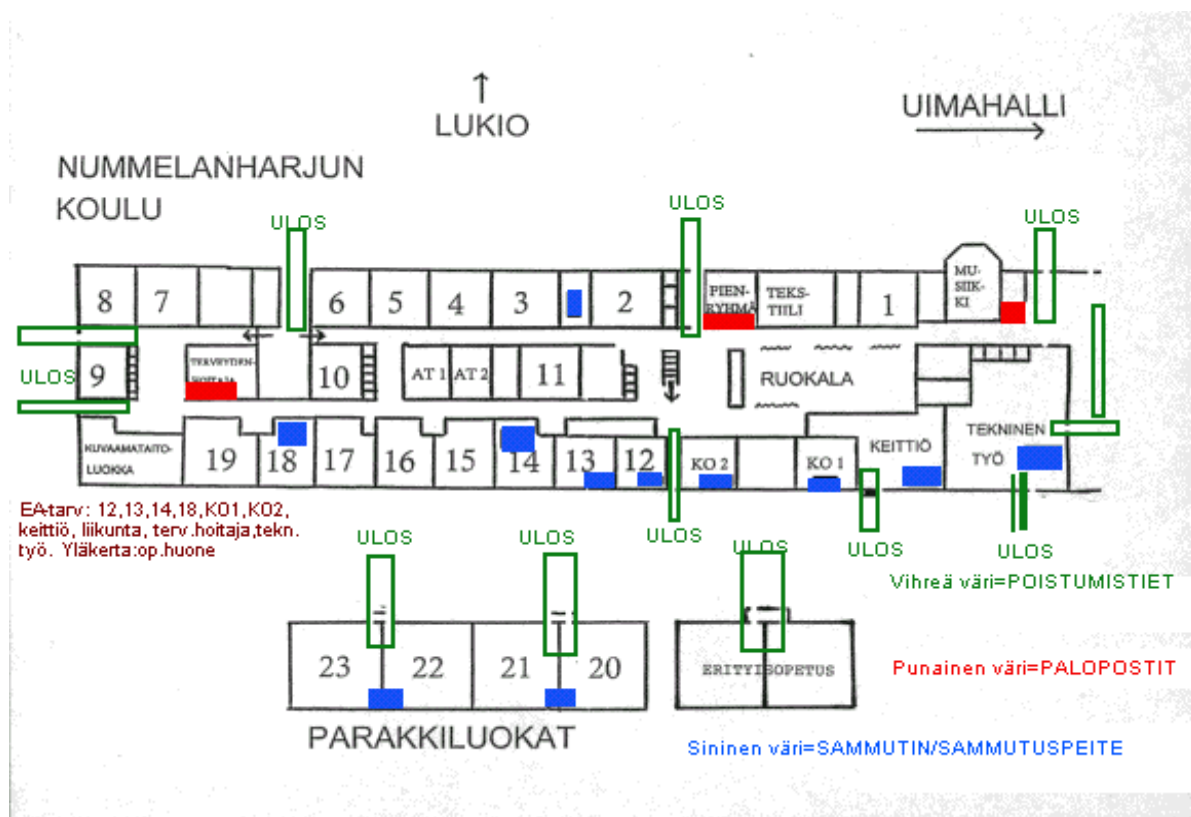 LUKIO
UIMAHALLI
NUMMELANHARJUN
KOULU
ULOS
ULOS
ULOS
8
7
6
5
4
3
2
PIEN-
RYHMÄ
TEKS-
TIILI
1
MU-
SIIK-
KI
ULOS
9
TERVEYDEN-
HOITAJA
10
AT 1
AT 2
11
RUOKALA
KUVAAMATAITO-
LUOKKA
19
18
17
16
15
14
13
12
KO 2
KO 1
KEITTIÖ
TEKNINEN
TYÖ
EA-tarv: 12,13,14,18,KO1,KO2,
keittiö, liikunta, terv.hoitaja,tekn.
työ. Yläkerta:op.huone
ULOS
ULOS
ULOS
ULOS
ULOS
ULOS
Vihreä väri=POISTUMISTIET
23
22
21
20
ERITYISOPETUS
Punainen väri=PALOPOSTIT
PARAKKILUOKAT
Sininen väri=SAMMUTIN/SAMMUTUSPEITE